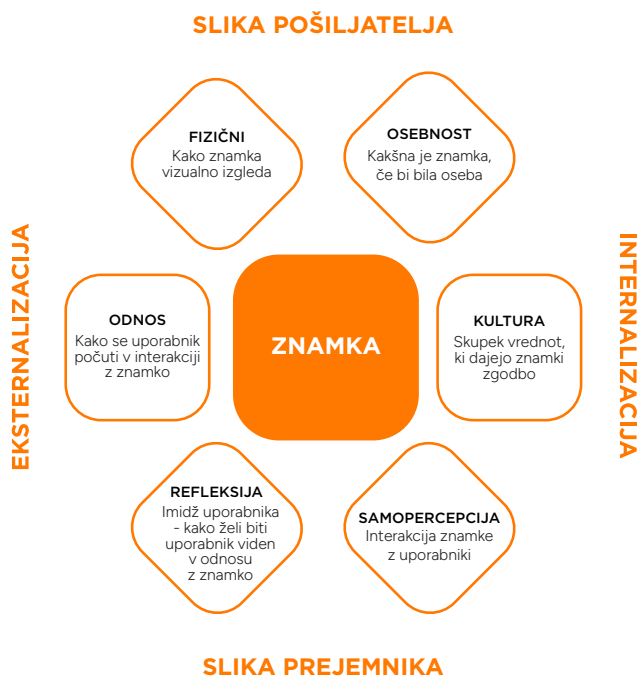 SLIKA POŠILJATELJA
FIZIČNI
Kako znamka
vizualno izgleda
OSEBNOST
Kakšna je znamka,
če bi bila oseba
EKSTERNALIZACIJA
ODNOS
Kako se uporabnik
počuti v interakciji
z znamko
ZNAMKA
KULTURA
Skupek vrednot,
ki dajejo znamki
zgodbo
INTERNALIZACIJA
REFLEKSIJA
Imidž uporabnika
- kako želi biti
uporabnik viden
v odnosu
z znamko
SAMOPERCEPCIJA
Interakcija znamke
z uporabniki
SLIKA PREJEMNIKA